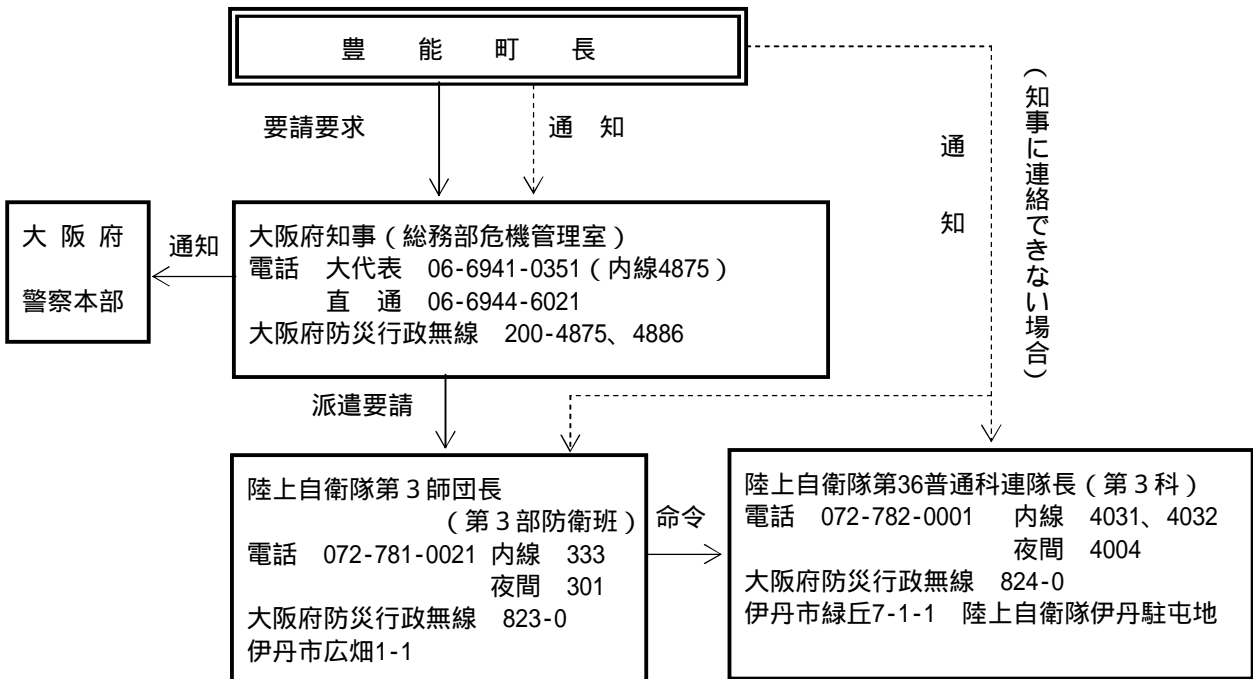 豊 能 町 長
要請要求
通 知
通 知
(知事に連絡できない場合)
大 阪 府
警察本部
通知
大阪府知事(総務部危機管理室)
電話 大代表 06-6941-0351(内線4875)
直 通 06-6944-6021
大阪府防災行政無線 200-4875、4886
派遣要請
陸上自衛隊第3師団長
(第3部防衛班)
電話 072-781-0021 内線 333
夜間 301
大阪府防災行政無線 823-0
伊丹市広畑1-1
命令
陸上自衛隊第36普通科連隊長(第3科)
電話 072-782-0001 内線 4031、4032
夜間 4004
大阪府防災行政無線 824-0
伊丹市緑丘7-1-1 陸上自衛隊伊丹駐屯地